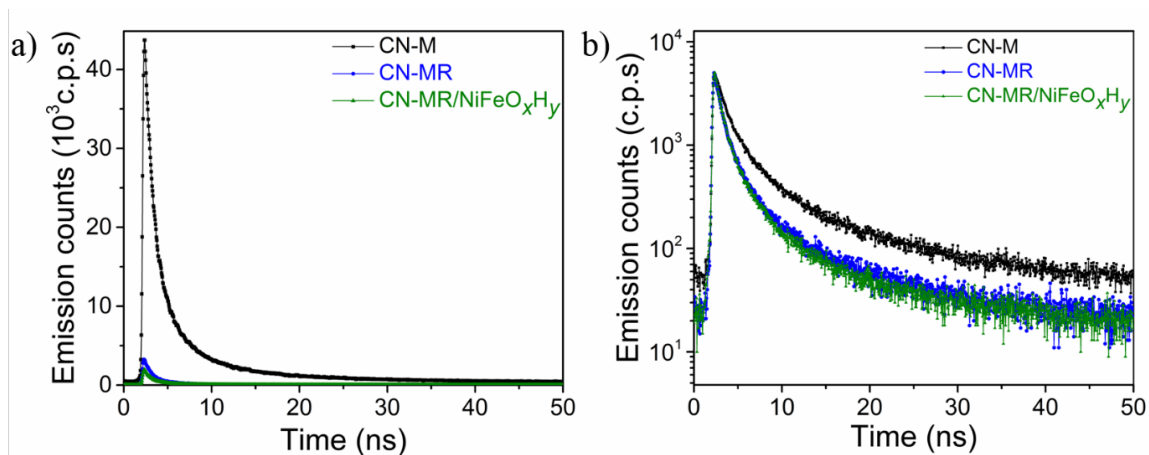 a)
Emission counts (10³c.p.s)
40
30
20
10
0
0 10 20 30 40 50
Time (ns)
CN-M
CN-MR
CN-MR/NiFeOₓHᵧ
b)
Emission counts (c.p.s)
10⁴
10³
10²
10¹
0 10 20 30 40 50
Time (ns)
CN-M
CN-MR
CN-MR/NiFeOₓHᵧ